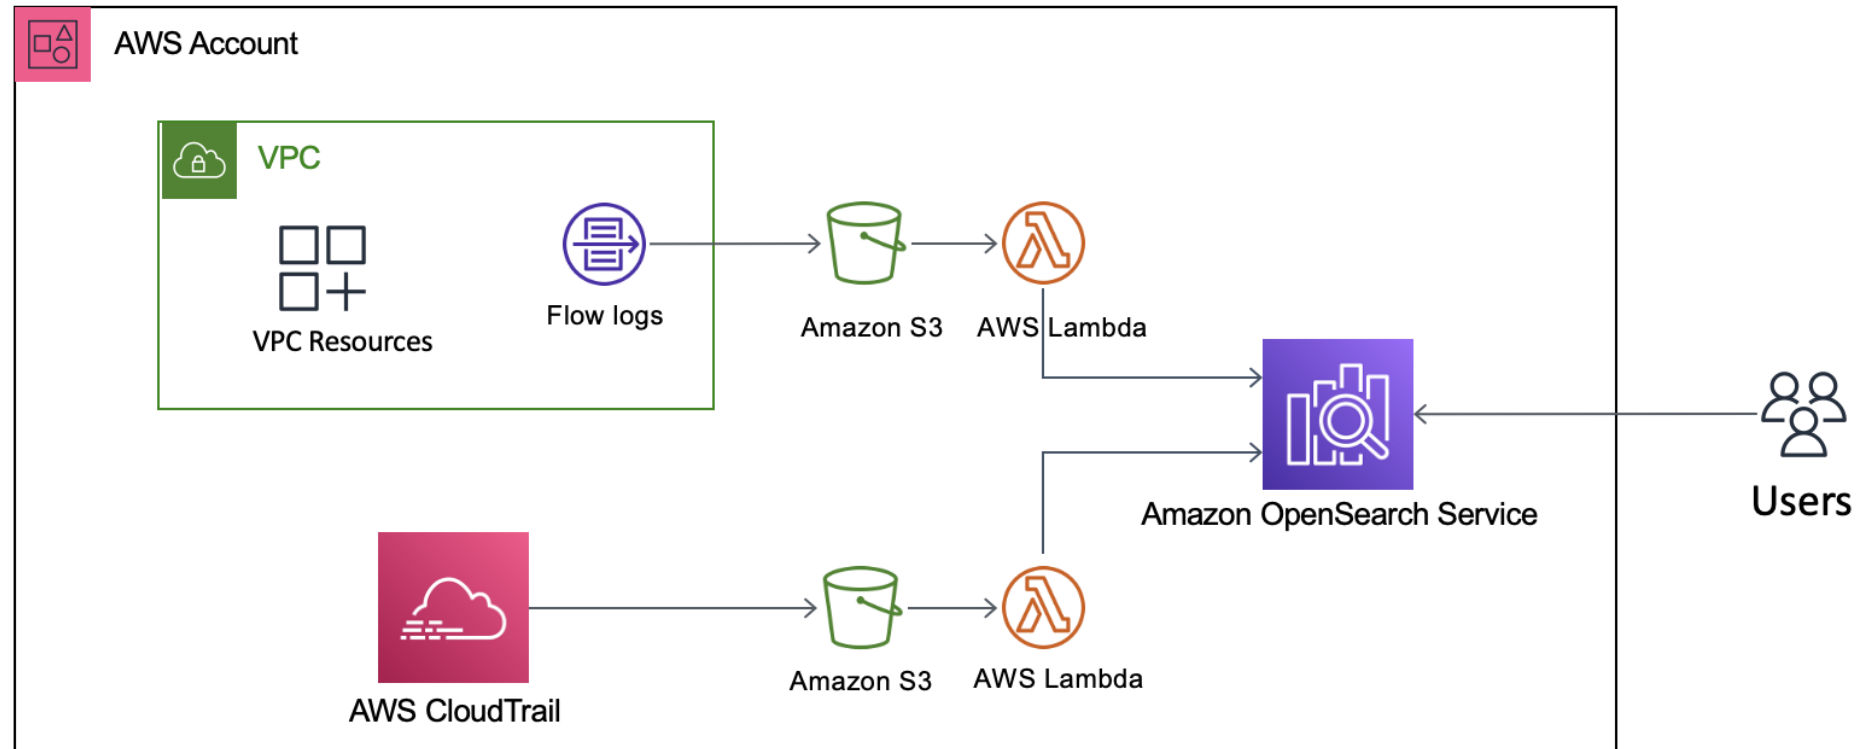 AWS Account
VPC
VPC Resources
Flow logs
Amazon S3
AWS Lambda
Amazon OpenSearch Service
Users
AWS CloudTrail
Amazon S3
AWS Lambda